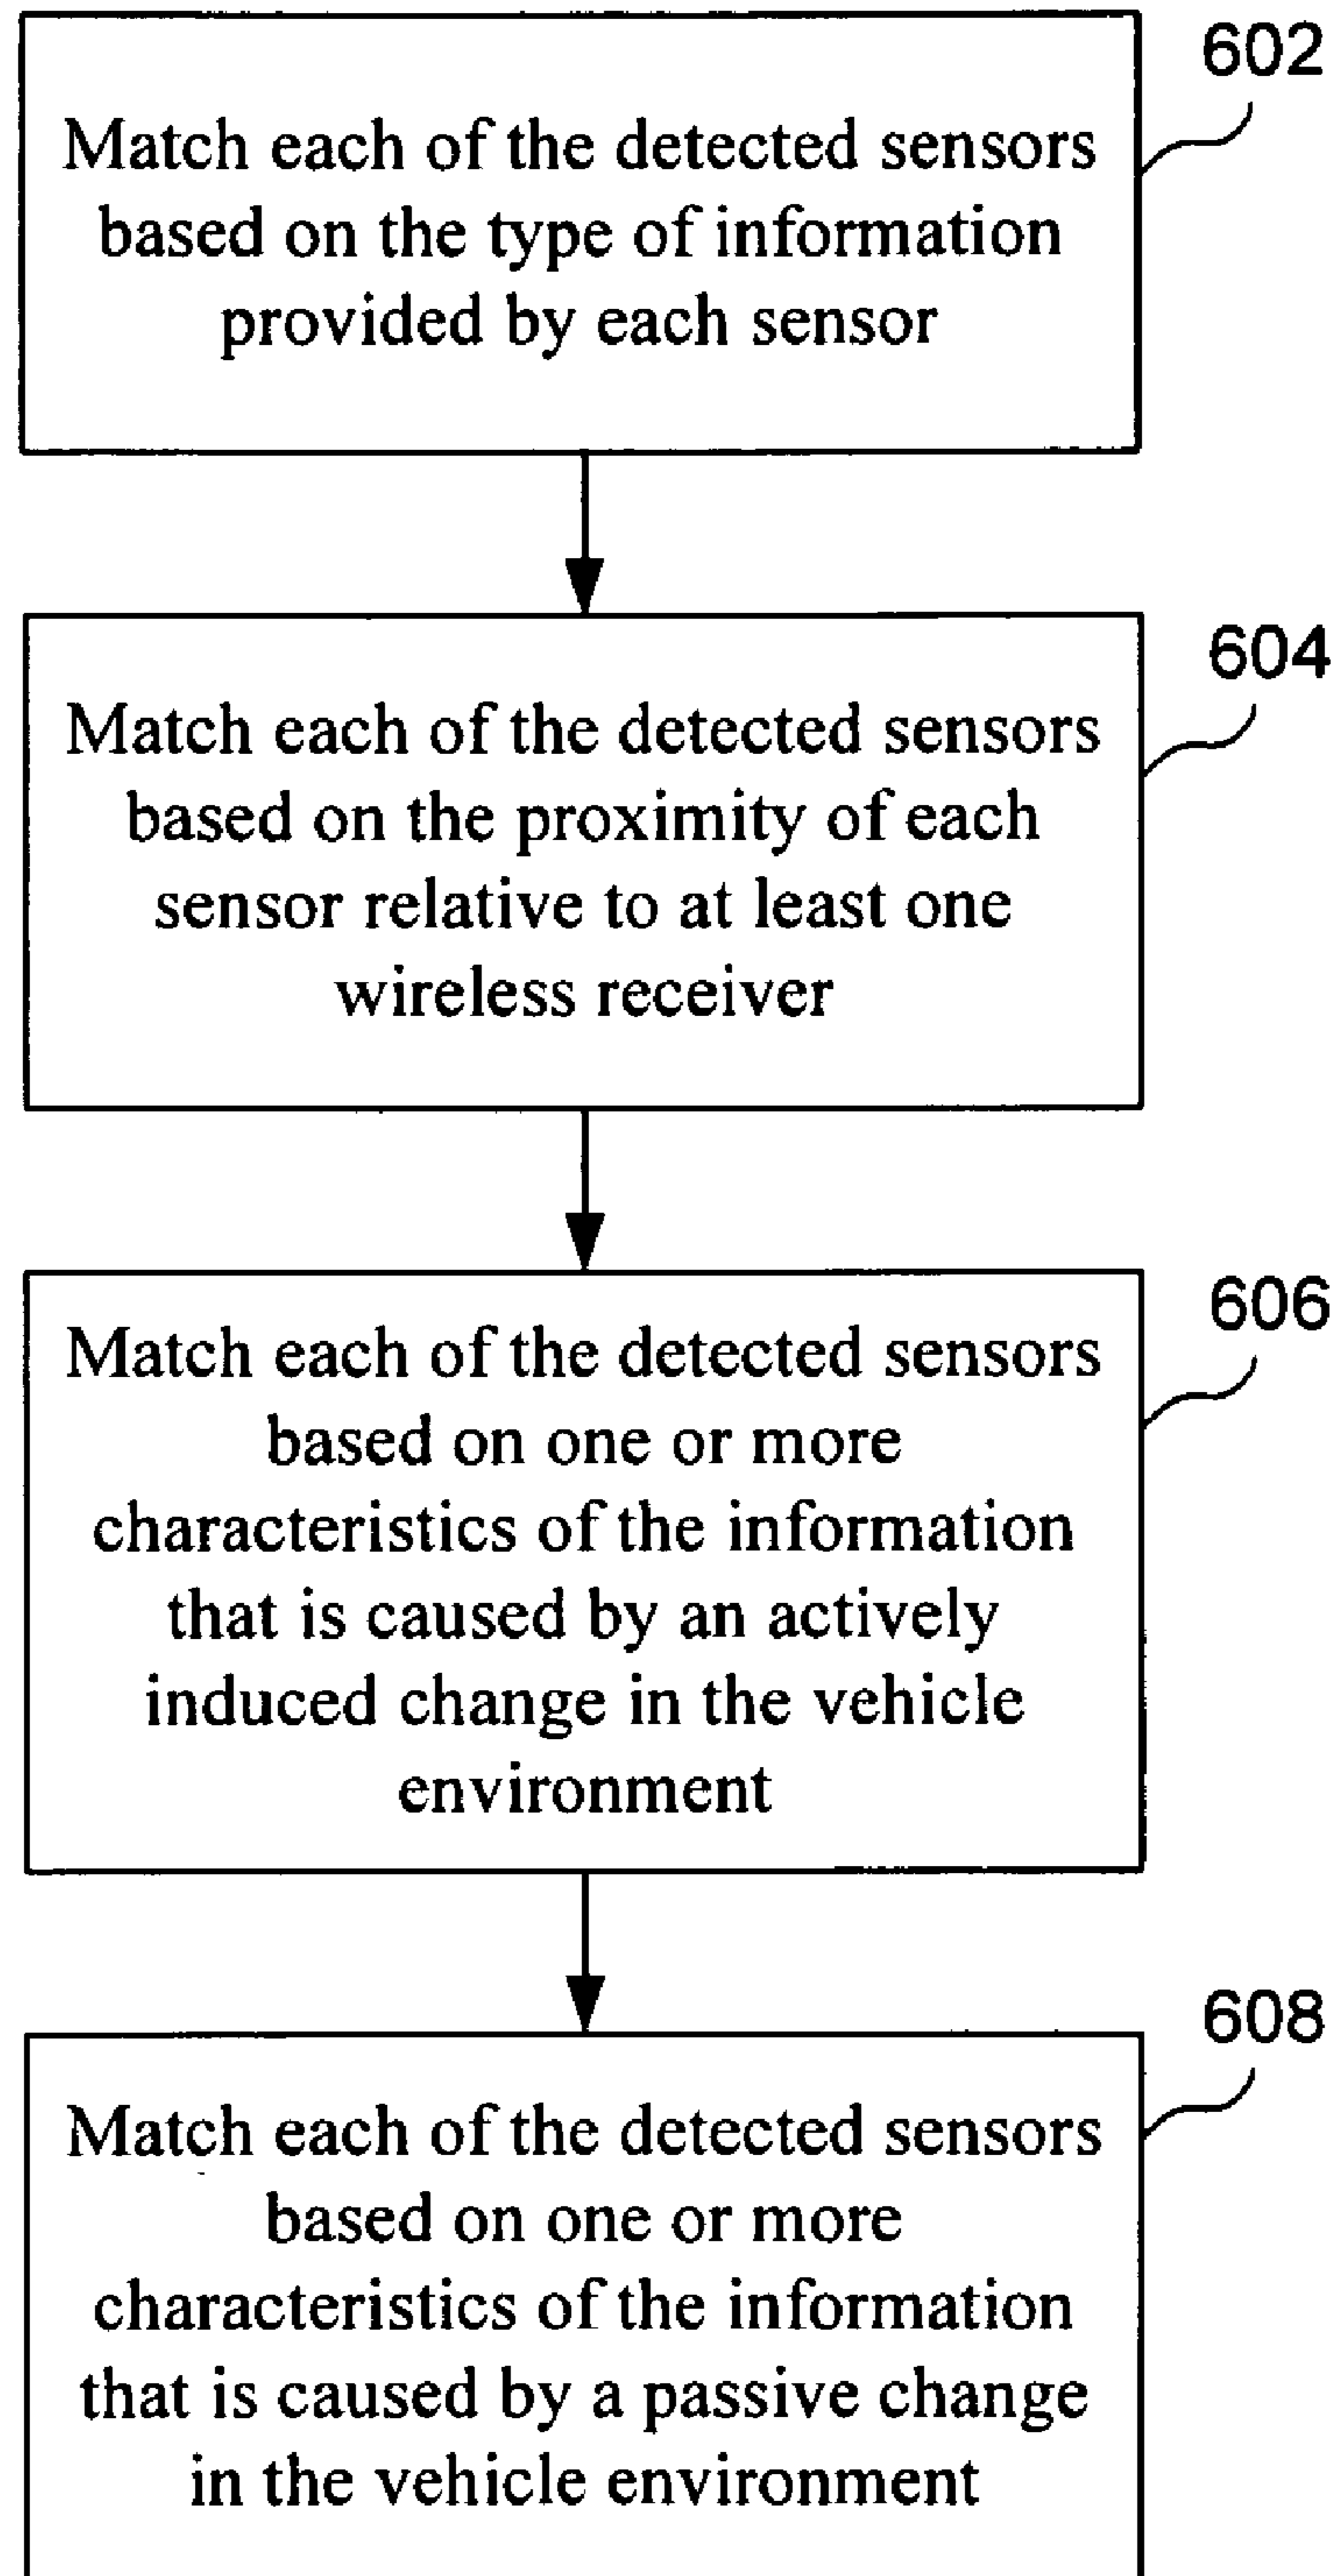 602
Match each of the detected sensors
based on the type of information
provided by each sensor
604
Match each of the detected sensors
based on the proximity of each
sensor relative to at least one
wireless receiver
606
Match each of the detected sensors
based on one or more
characteristics of the information
that is caused by an actively
induced change in the vehicle
environment
608
Match each of the detected sensors
based on one or more
characteristics of the information
that is caused by a passive change
in the vehicle environment